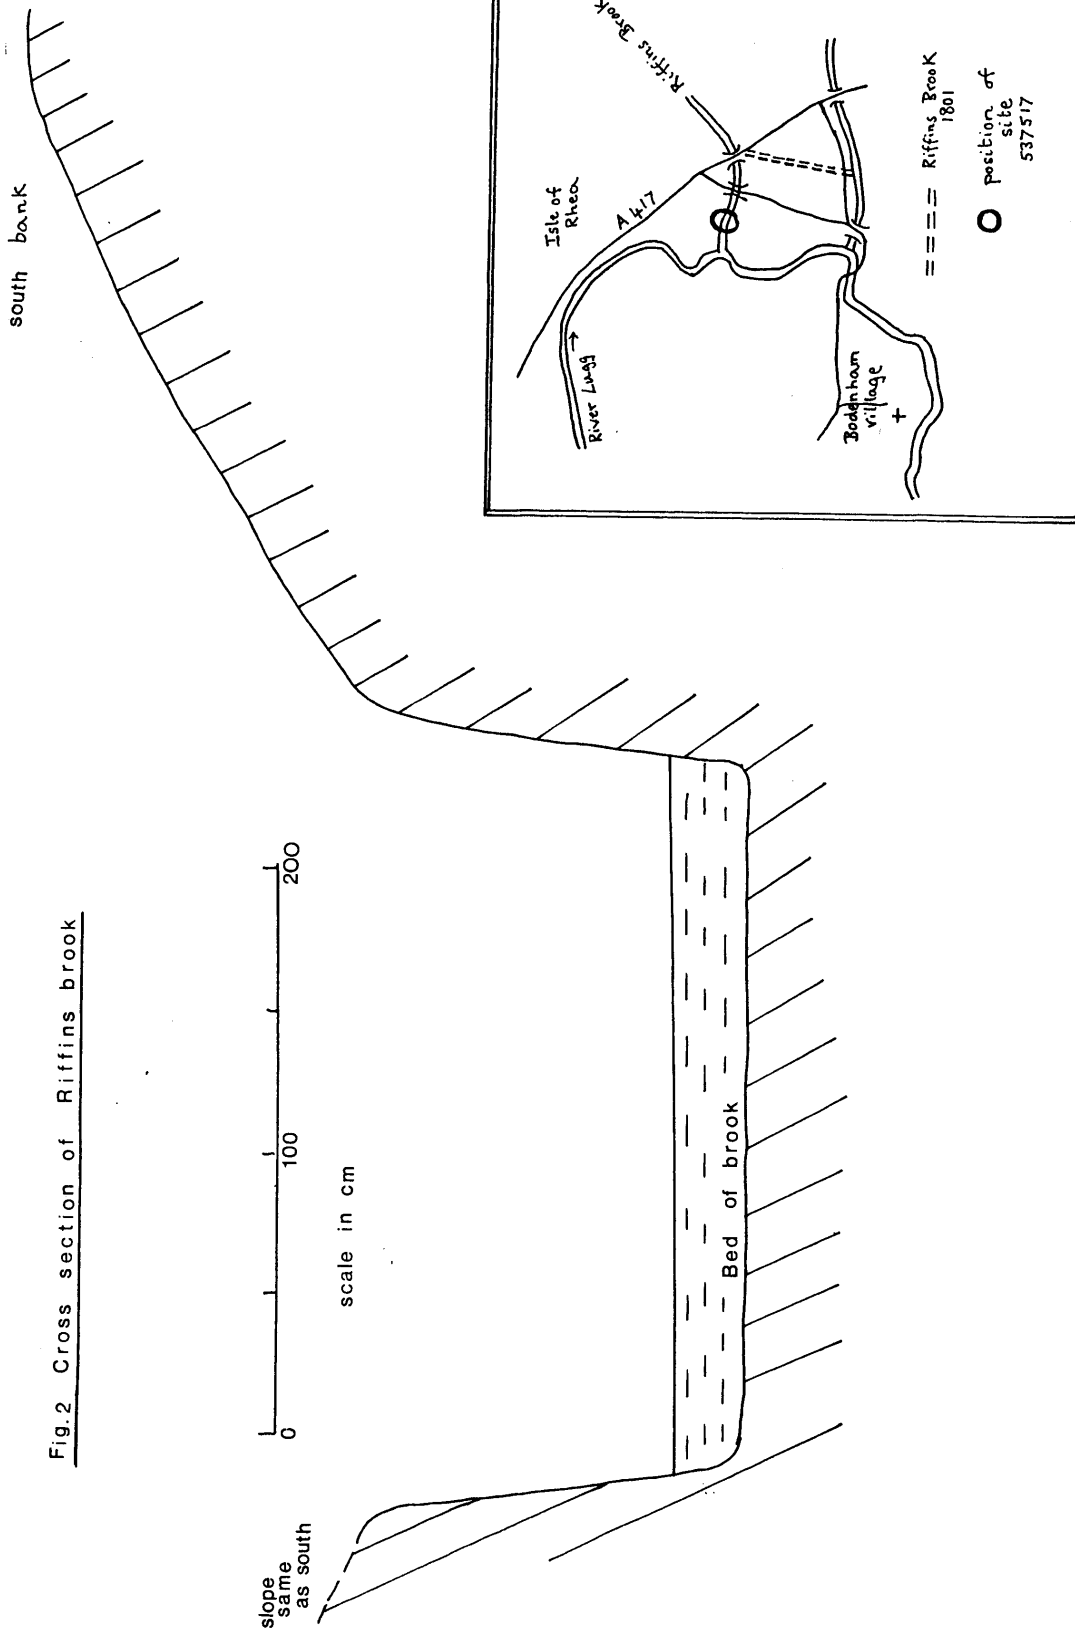 Fig.2 Cross section of Riffins brook
0
100
200
scale in cm
slope
same
as south
south bank
Bed of brook
Riffins Brook
Isle of
Rhea
A417
River Lugg →
Bodenham
village
+
==== Riffins Brook
1801
O position of
site
537517